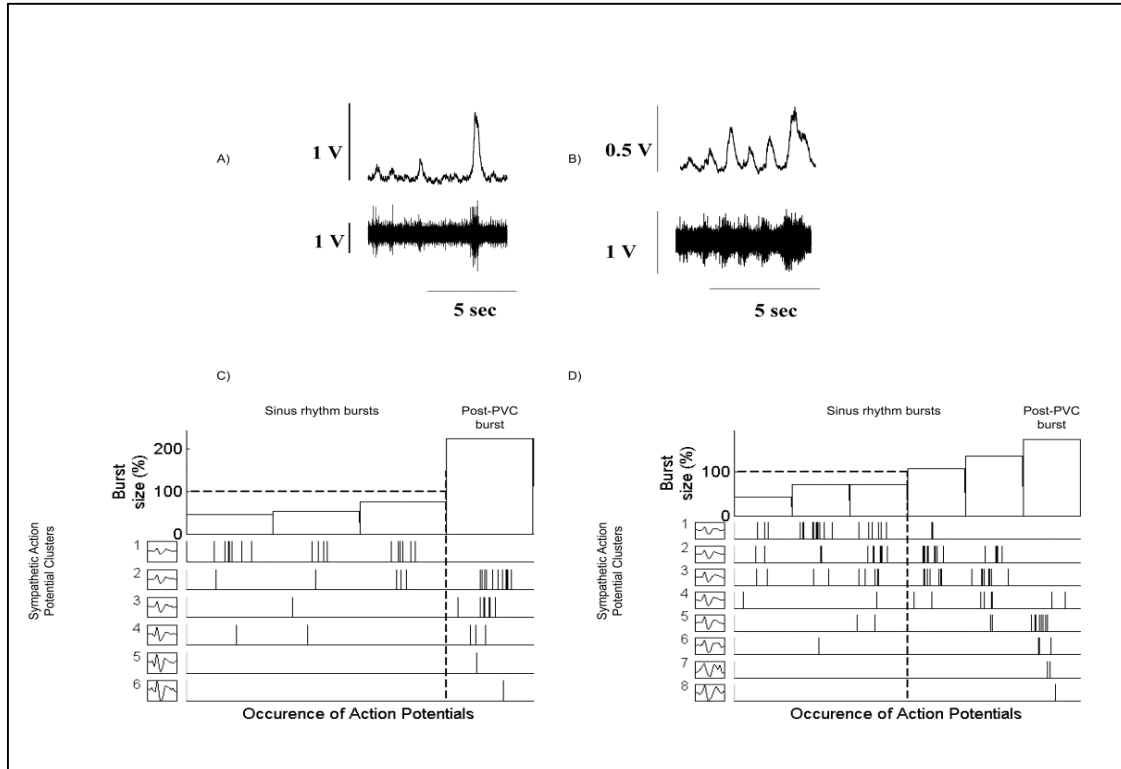 A)
1 V
1 V
5 sec
B)
0.5 V
1 V
5 sec
C)
Sinus rhythm bursts
Post-PVC
burst
Burst
size (%)
200
100
0
Sympathetic Action
Potential Clusters
1
2
3
4
5
6
Occurence of Action Potentials
D)
Sinus rhythm bursts
Post-PVC
burst
Burst
size (%)
100
0
Sympathetic Action
Potential Clusters
1
2
3
4
5
6
7
8
Occurence of Action Potentials